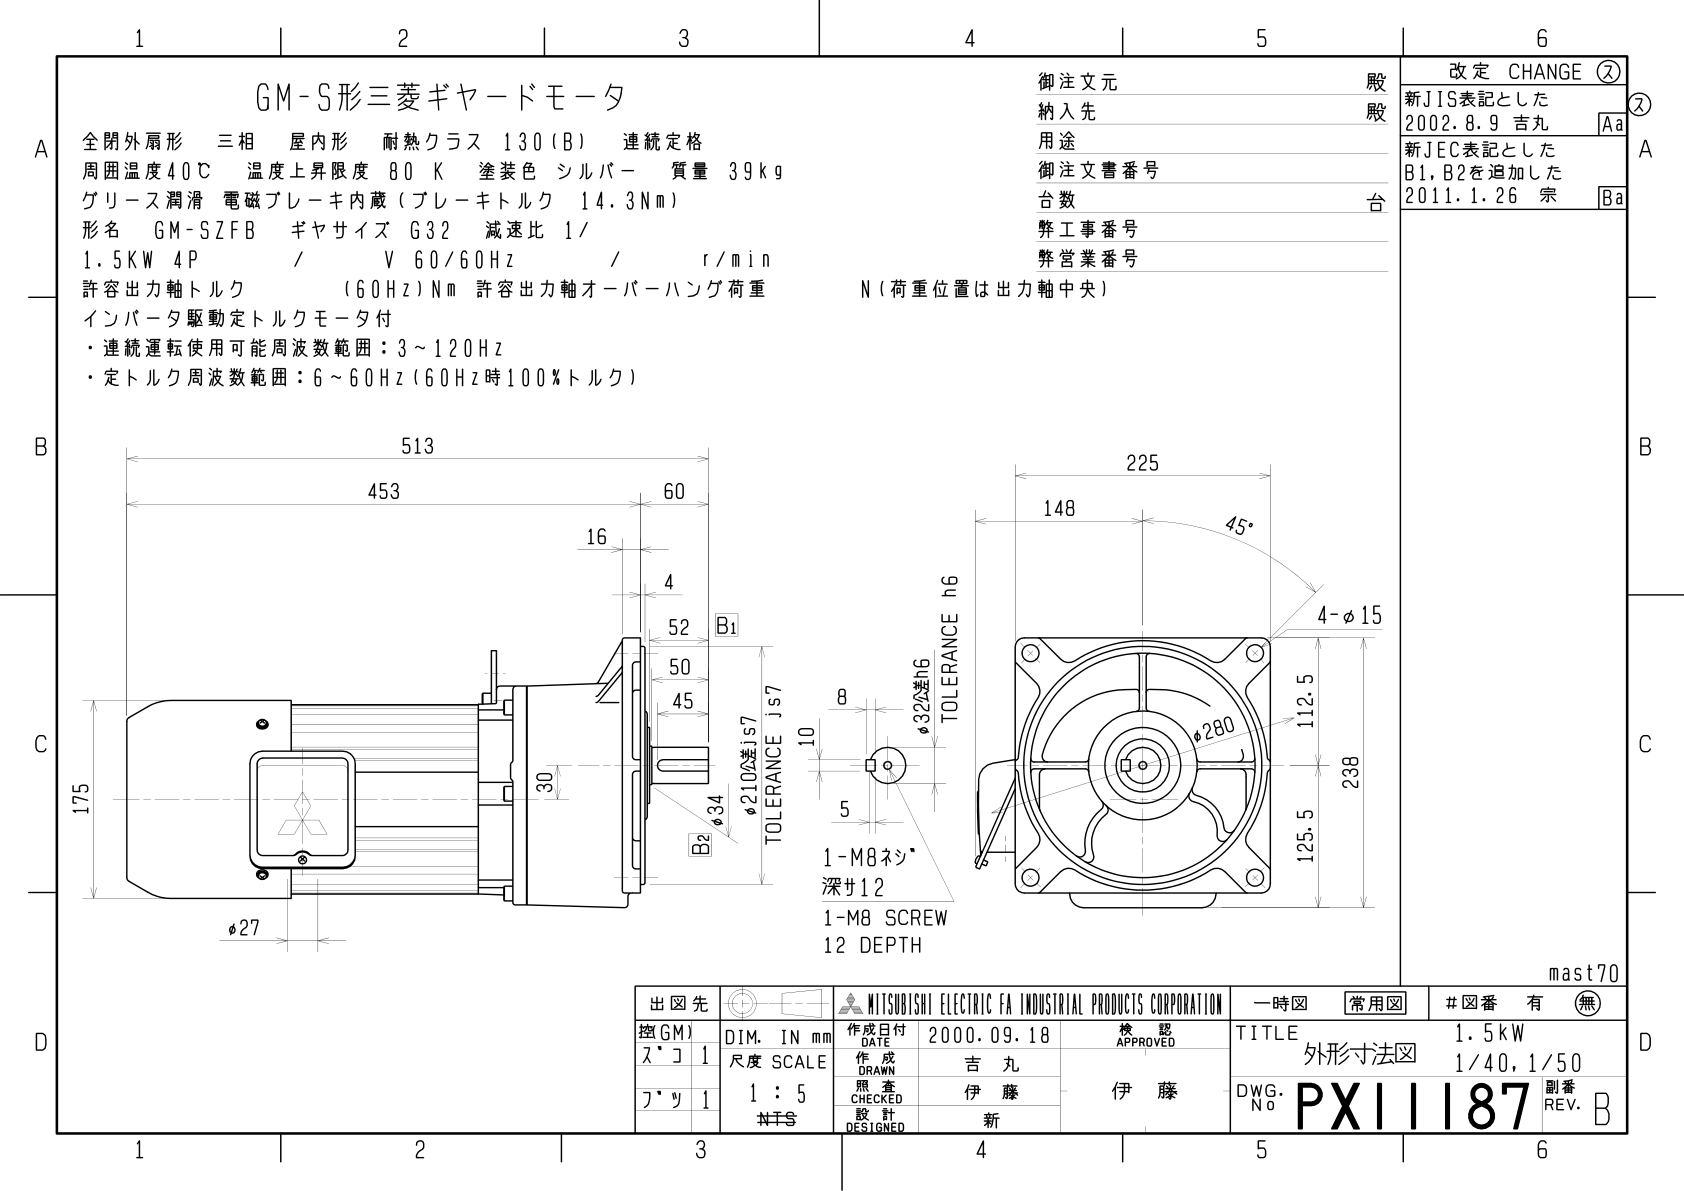 1 2 3 4 5 6
GM-S形三菱ギヤードモータ
全閉外扇形 三相 屋内形 耐熱クラス 130(B) 連続定格
周囲温度40℃ 温度上昇限度 80 K 塗装色 シルバー 質量 39kg
グリース潤滑 電磁ブレーキ内蔵(ブレーキトルク 14.3Nm)
形名 GM-SZFB ギヤサイズ G32 減速比 1/
1.5KW 4P / V 60/60Hz / r/min
許容出力軸トルク (60Hz)Nm 許容出力軸オーバーハング荷重 N(荷重位置は出力軸中央)
インバータ駆動定トルクモータ付
・連続運転使用可能周波数範囲：3~120Hz
・定トルク周波数範囲：6~60Hz(60Hz時100%トルク)
御注文元 殿
納入先 殿
用途
御注文書番号
台数 台
弊工事番号
弊営業番号
改定 CHANGE ス
新JIS表記とした
2002.8.9 吉丸 Aa
新JEC表記とした
B1,B2を追加した
2011.1.26 宗 Ba
ス
A
A
B
B
C
C
D
D
513
453
60
16
4
52
B1
50
45
175
30
φ27
φ34
B2
φ210公差js7
TOLERANCE js7
8
10
5
φ32公差h6
TOLERANCE h6
1-M8ネジ
深サ12
1-M8 SCREW
12 DEPTH
225
148
45°
4-φ15
φ280
112.5
125.5
238
mast70
出図先
控(GM)
ズコ 1
ブツ 1
DIM. IN mm
尺度 SCALE
1 : 5
NTS
MITSUBISHI ELECTRIC FA INDUSTRIAL PRODUCTS CORPORATION
作成日付
DATE
2000.09.18
作成
DRAWN
吉丸
照査
CHECKED
伊藤
設計
DESIGNED
新
検認
APPROVED
伊藤
一時図 常用図 #図番 有 無
TITLE
外形寸法図
1.5kW
1/40,1/50
DWG.
No
PX11187
副番
REV.
B
1 2 3 4 5 6